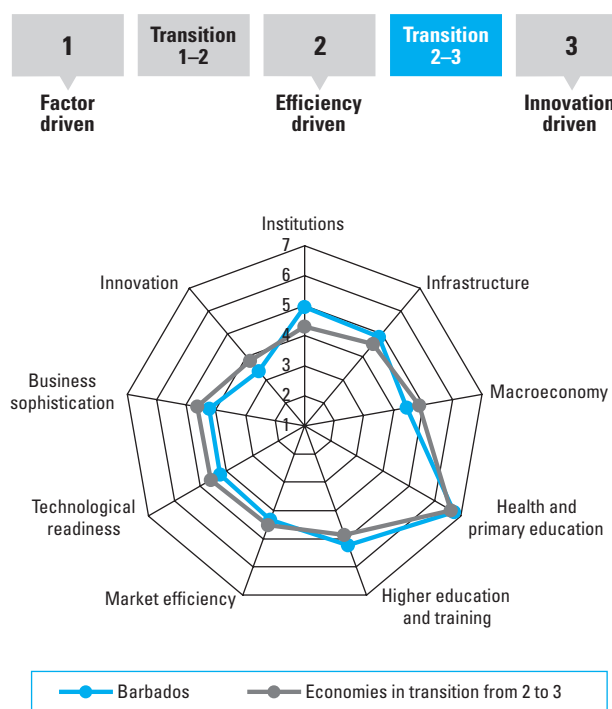 1
Transition
1–2
2
Transition
2–3
3
Factor
driven
Efficiency
driven
Innovation
driven
Institutions
7
Innovation
6
Infrastructure
5
4
Business
sophistication
3
Macroeconomy
2
1
Technological
readiness
Health and
primary education
Market efficiency
Higher education
and training
Barbados
Economies in transition from 2 to 3